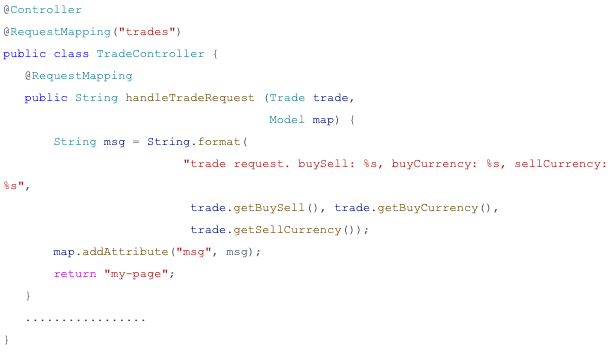 @Controller
@RequestMapping("trades")
public class TradeController {
@RequestMapping
public String handleTradeRequest (Trade trade,
Model map) {
String msg = String.format(
"trade request. buySell: %s, buyCurrency: %s, sellCurrency:
%s",
trade.getBuySell(), trade.getBuyCurrency(),
trade.getSellCurrency());
map.addAttribute("msg", msg);
return "my-page";
}
.................
}